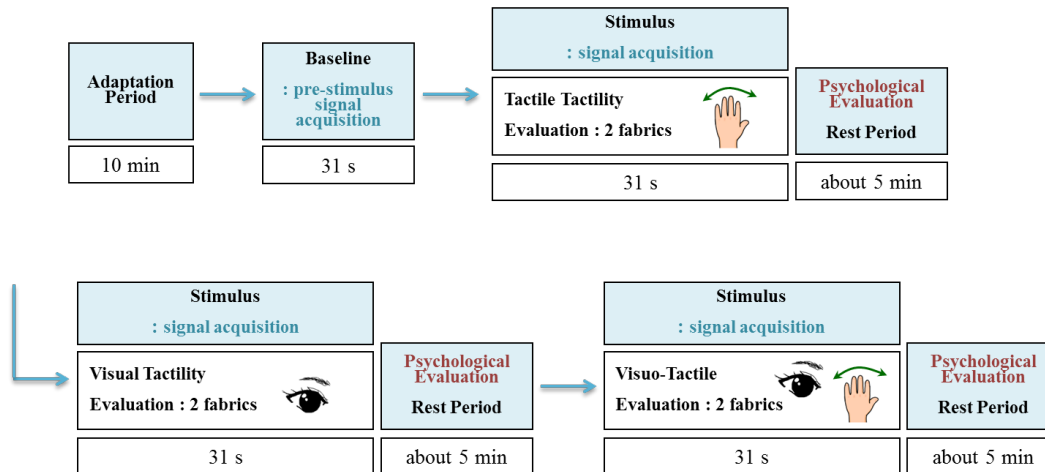 Adaptation
Period
10 min
Baseline
: pre-stimulus
signal
acquisition
31 s
Stimulus
: signal acquisition
Tactile Tactility
Evaluation : 2 fabrics
31 s
Psychological
Evaluation
Rest Period
about 5 min
Stimulus
: signal acquisition
Visual Tactility
Evaluation : 2 fabrics
31 s
Psychological
Evaluation
Rest Period
about 5 min
Stimulus
: signal acquisition
Visuo-Tactile
Evaluation : 2 fabrics
31 s
Psychological
Evaluation
Rest Period
about 5 min